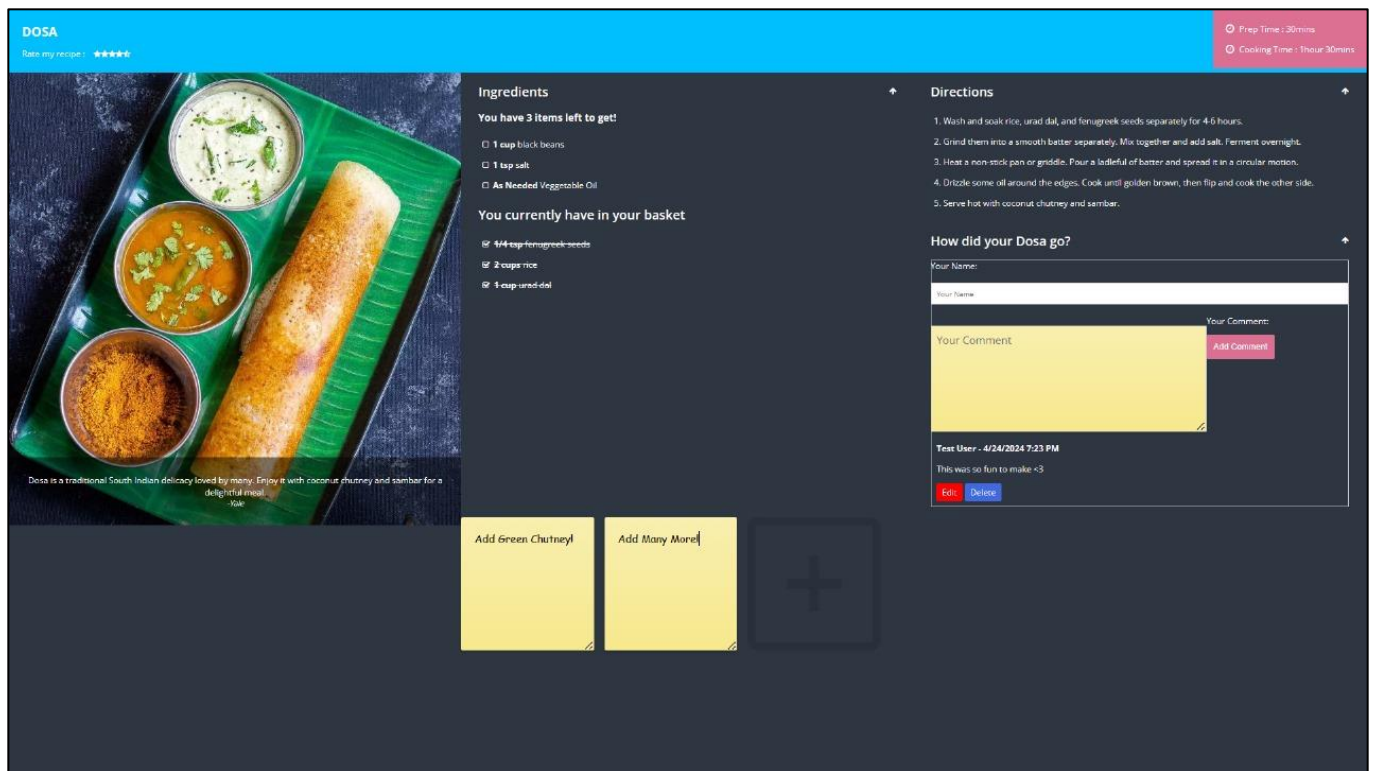 DOSA
Rate my recipe :
Prep Time : 30mins
Cooking Time : 1hour 30mins
Dosa is a traditional South Indian delicacy loved by many. Enjoy it with coconut chutney and sambar for a
delightful meal.
-Yale
Ingredients
You have 3 items left to get!
1 cup black beans
1 tsp salt
As Needed Veggetable Oil
You currently have in your basket
1/4 tsp fenugreek seeds
2 cups rice
1 cup urad dal
Add Green Chutney!
Add Many More!
Directions
1. Wash and soak rice, urad dal, and fenugreek seeds separately for 4-6 hours.
2. Grind them into a smooth batter separately. Mix together and add salt. Ferment overnight.
3. Heat a non-stick pan or griddle. Pour a ladleful of batter and spread it in a circular motion.
4. Drizzle some oil around the edges. Cook until golden brown, then flip and cook the other side.
5. Serve hot with coconut chutney and sambar.
How did your Dosa go?
Your Name:
Your Name
Your Comment:
Your Comment
Add Comment
Test User - 4/24/2024 7:23 PM
This was so fun to make <3
Edit
Delete